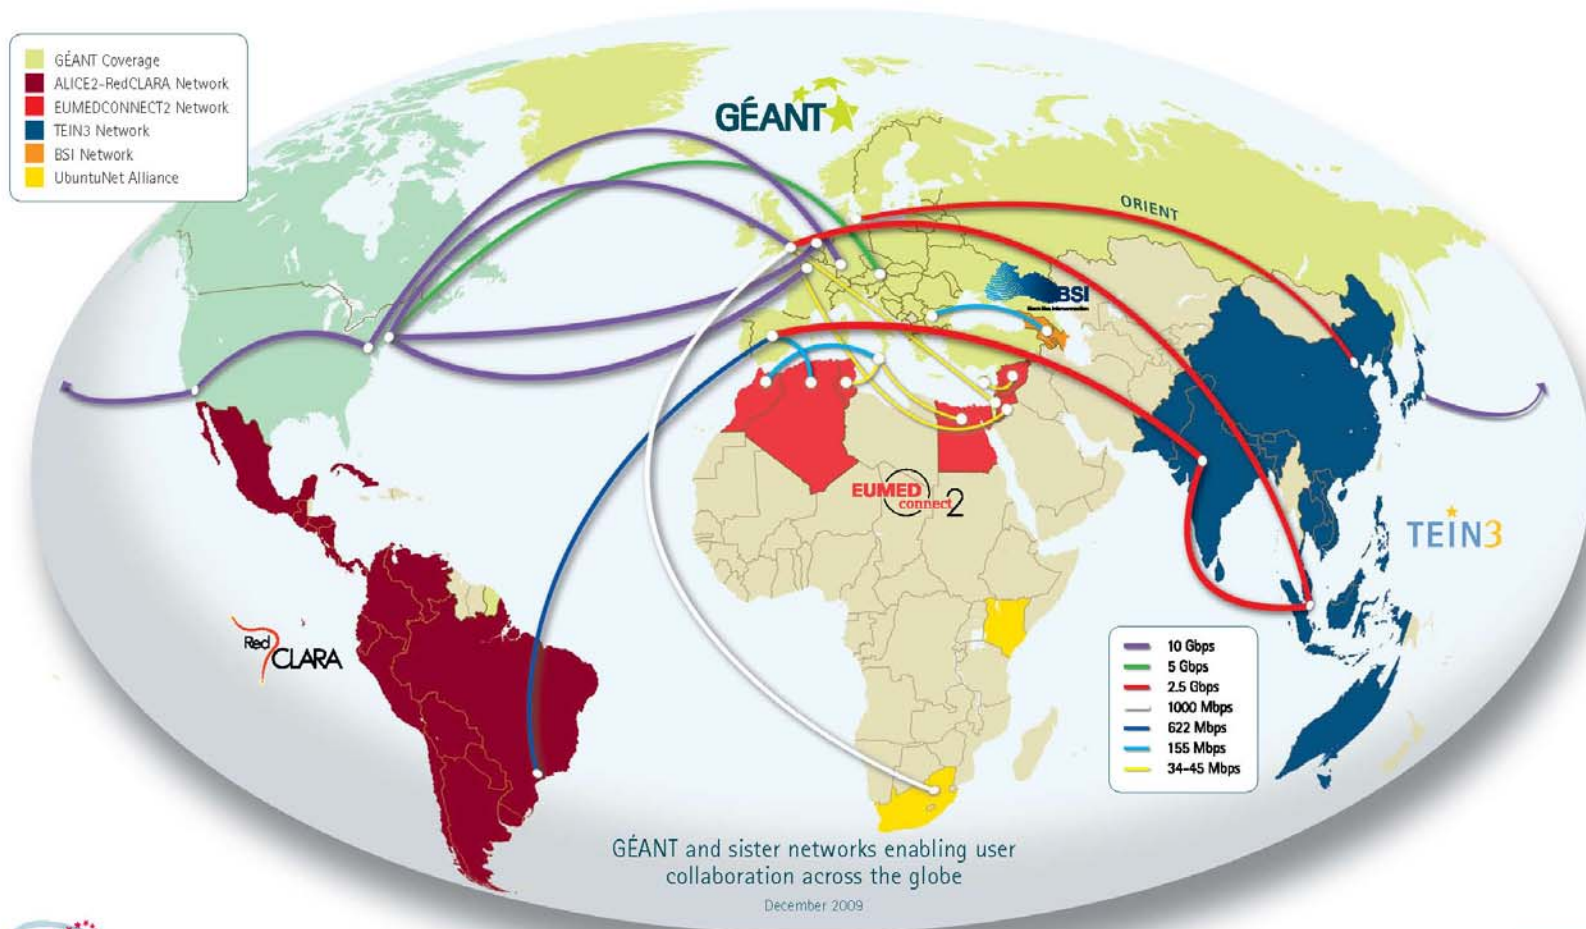 GÉANT Coverage
ALICE2-RedCLARA Network
EUMEDCONNECT2 Network
TEIN3 Network
BSI Network
UbuntuNet Alliance
GÉANT
ORIENT
BSI
EUMED
connect 2
TEIN3
Red
CLARA
10 Gbps
5 Gbps
2.5 Gbps
1000 Mbps
622 Mbps
155 Mbps
34-45 Mbps
GÉANT and sister networks enabling user
collaboration across the globe
December 2009